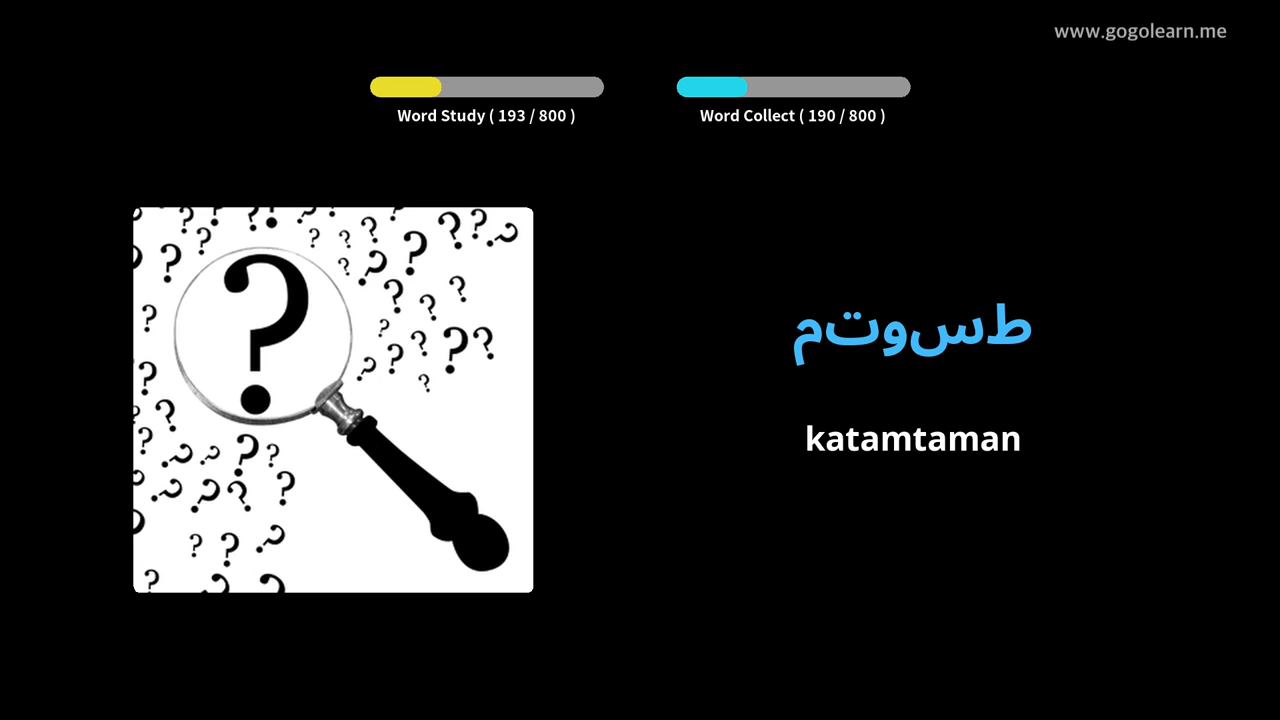 www.gogolearn.me
Word Study ( 193 / 800 )
Word Collect ( 190 / 800 )
طسوتم
katamtaman